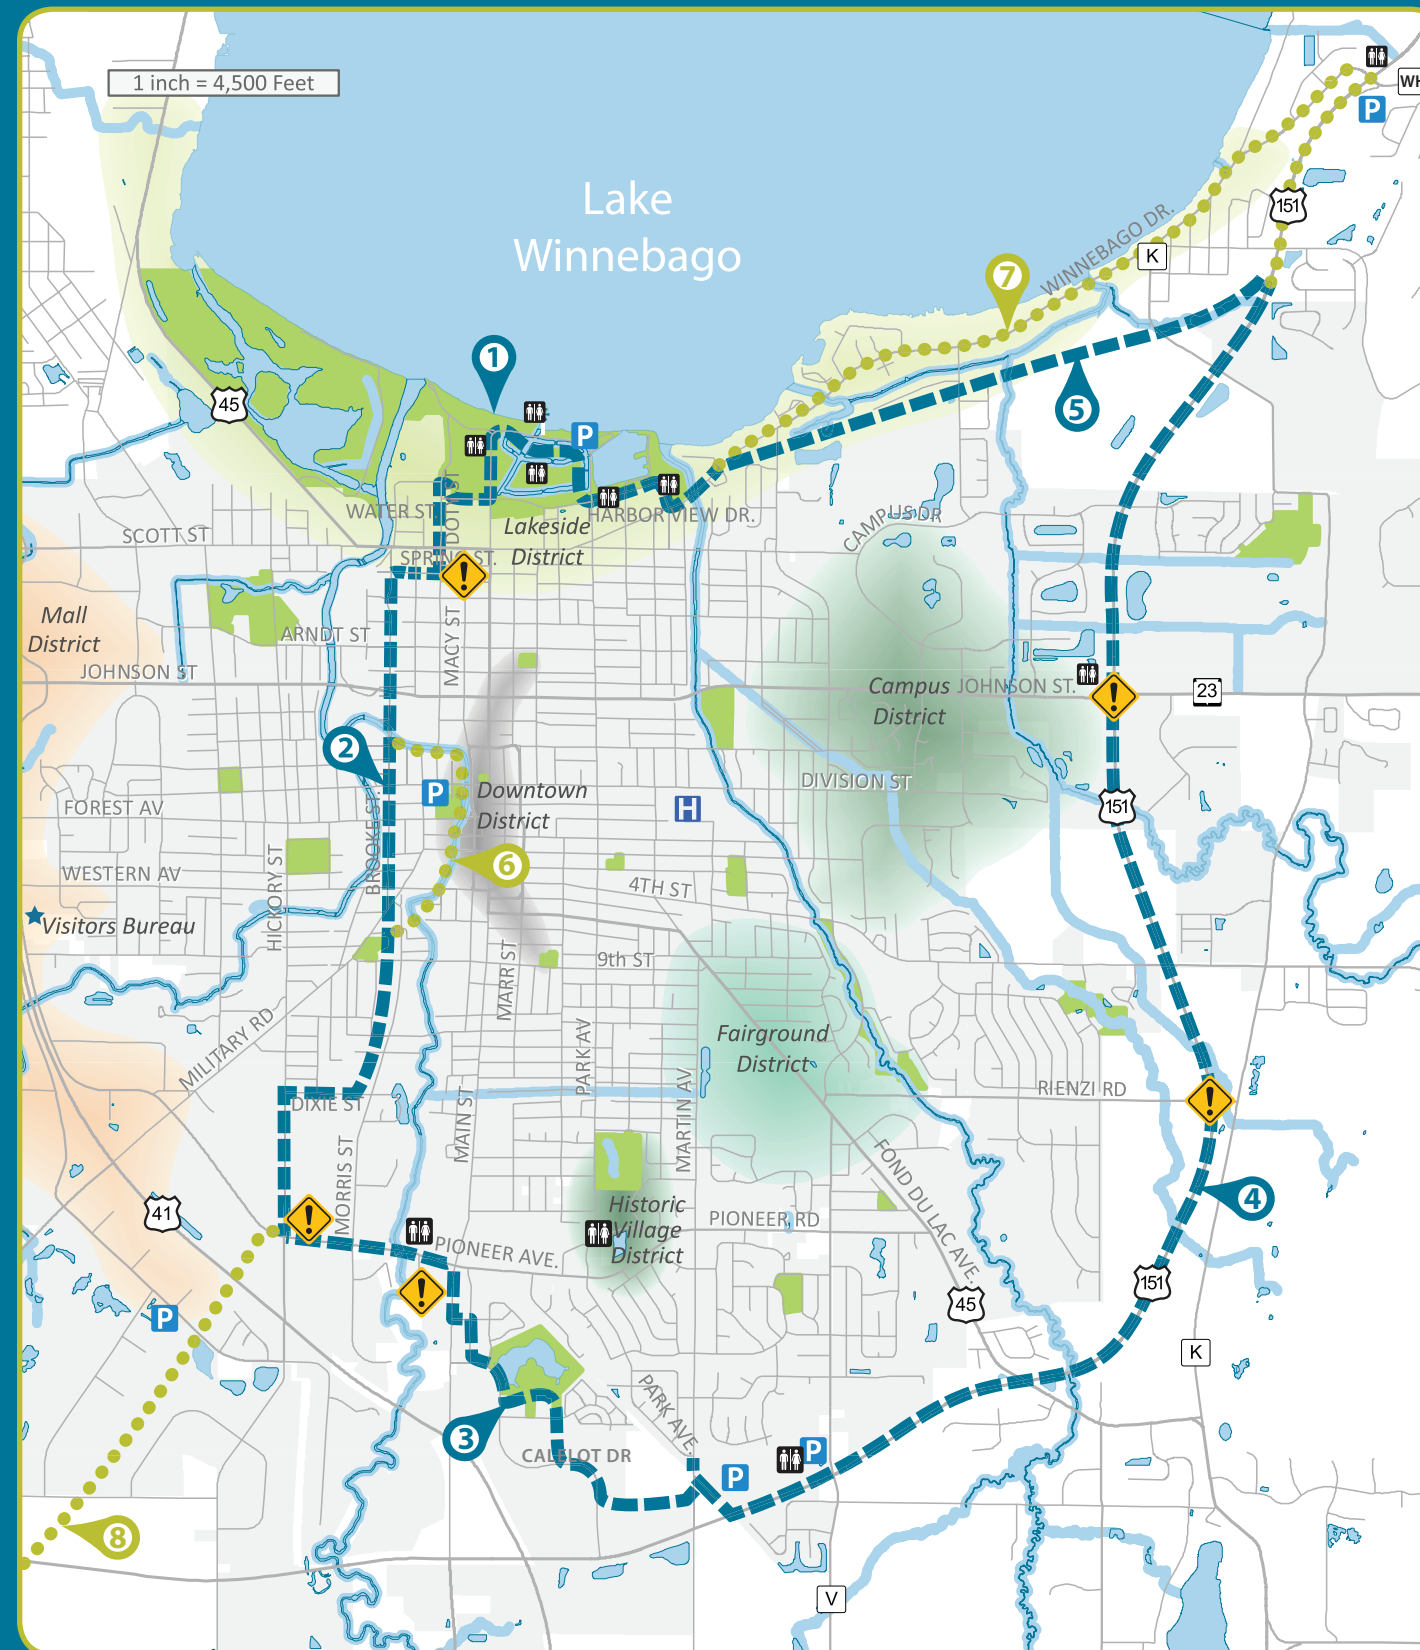 1 inch = 4,500 Feet
WH
P
Lake
Winnebago
151
WINNEBAGO DR.
K
7
1
45
5
P
WATER ST.
DOTY ST
HARBOR VIEW DR.
Lakeside
District
SCOTT ST
SPRING ST.
CAMPUS DR
Mall
District
ARNDT ST
MACY ST
JOHNSON ST
Campus
District
JOHNSON ST.
23
2
P
Downtown
District
H
DIVISION ST
151
FOREST AV
BROOKE ST.
6
WESTERN AV
HICKORY ST
4TH ST
Visitors Bureau
MARR ST
9th ST
MILITARY RD
PARK AV
Fairground
District
DIXIE ST
MAIN ST
MARTIN AV
RIENZI RD
MORRIS ST
FOND DU LAC AVE.
41
Historic
Village
District
PIONEER RD
4
PIONEER AVE.
151
P
45
K
3
PARK AVE.
CALELOT DR
P
P
8
V